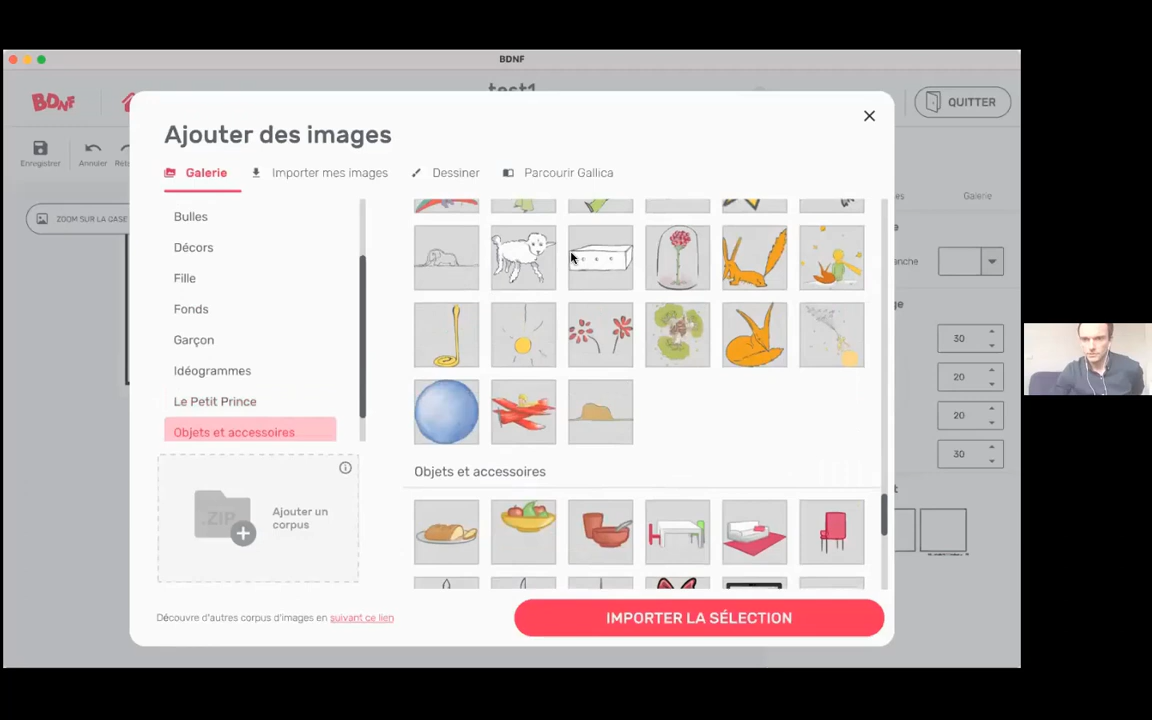 BDNF
BDNF
test1
QUITTER
Enregistrer
Annuler
ZOOM SUR LA CASE
Galerie
Ajouter des images
Galerie
Importer mes images
Dessiner
Parcourir Gallica
Bulles
Décors
Fille
Fonds
Garçon
Idéogrammes
Le Petit Prince
Objets et accessoires
Objets et accessoires
.ZIP
Ajouter un
corpus
Découvre d'autres corpus d'images en suivant ce lien
IMPORTER LA SÉLECTION
30
20
20
30